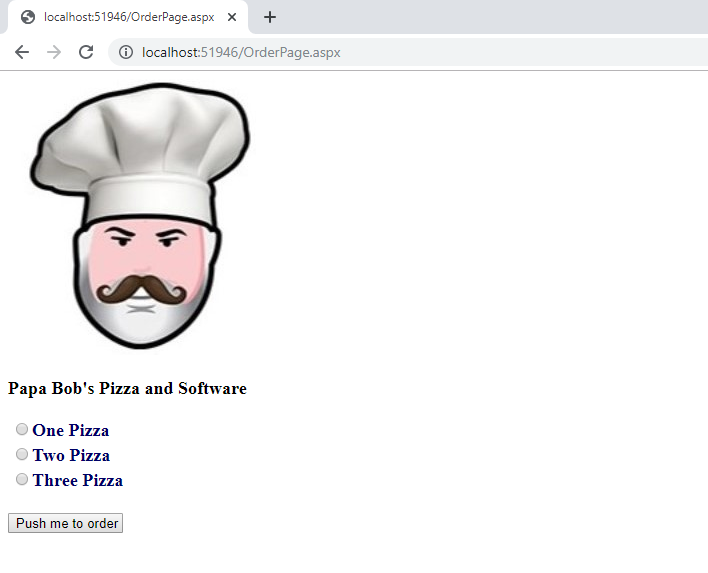 localhost:51946/OrderPage.aspx
localhost:51946/OrderPage.aspx
Papa Bob's Pizza and Software
One Pizza
Two Pizza
Three Pizza
Push me to order